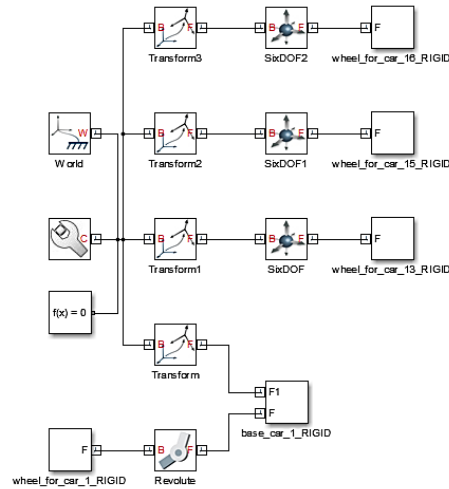 B F B F F
Transform3 SixDOF2 wheel_for_car_16_RIGID
W B F B F F
World Transform2 SixDOF1 wheel_for_car_15_RIGID
C B F B F F
Transform1 SixDOF wheel_for_car_13_RIGID
f(x) = 0
B F
Transform
F1
F
base_car_1_RIGID
F B F
wheel_for_car_1_RIGID Revolute